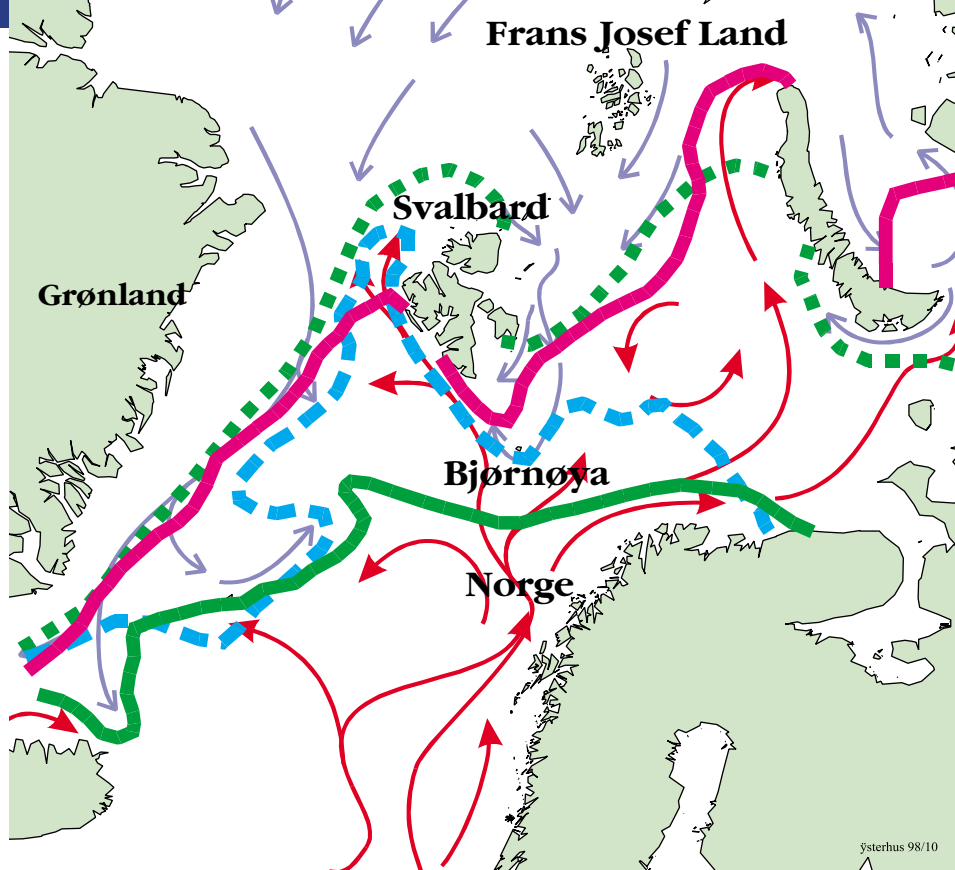 Frans Josef Land
Svalbard
Grønland
Bjørnøya
Norge
ÿsterhus 98/10